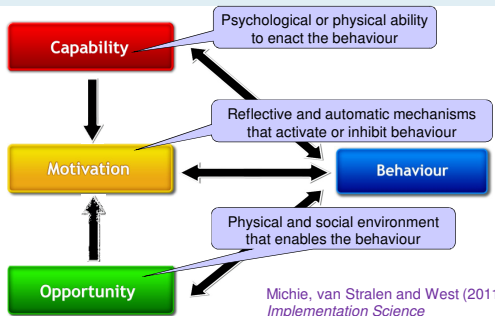 Capability
Psychological or physical ability
to enact the behaviour
Motivation
Reflective and automatic mechanisms
that activate or inhibit behaviour
Behaviour
Opportunity
Physical and social environment
that enables the behaviour
Michie, van Stralen and West (2011
Implementation Science